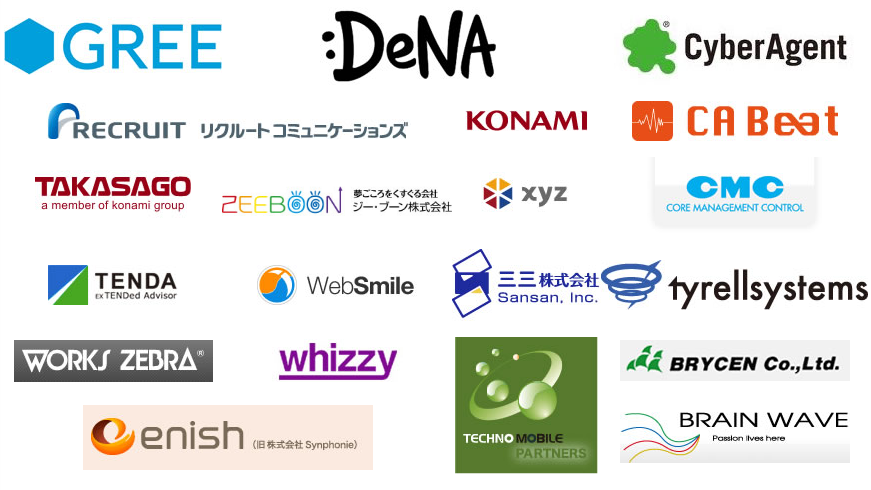 GREE
:DeNA
CyberAgent®
RECRUIT リクルート コミュニケーションズ
KONAMI
CA Beat
TAKASAGO
a member of konami group
ZEEBOON
夢ごころをくすぐる会社
ジー・ブーン株式会社
xyz
CMC
CORE MANAGEMENT CONTROL
TENDA
EXTENDed Advisor
WebSmile
三三株式会社
Sansan, Inc.
tyrellsystems
WORKS ZEBRA®
whizzy
TECHNO MOBILE
PARTNERS
BRYCEN Co.,Ltd.
enish (旧 株式会社 Synphonie)
BRAIN WAVE
Passion lives here